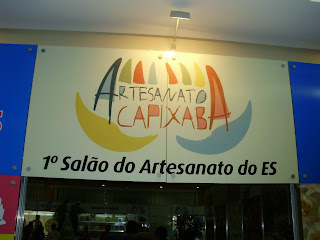 ARTESANATO
CAPIXABA
1º Salão do Artesanato do ES